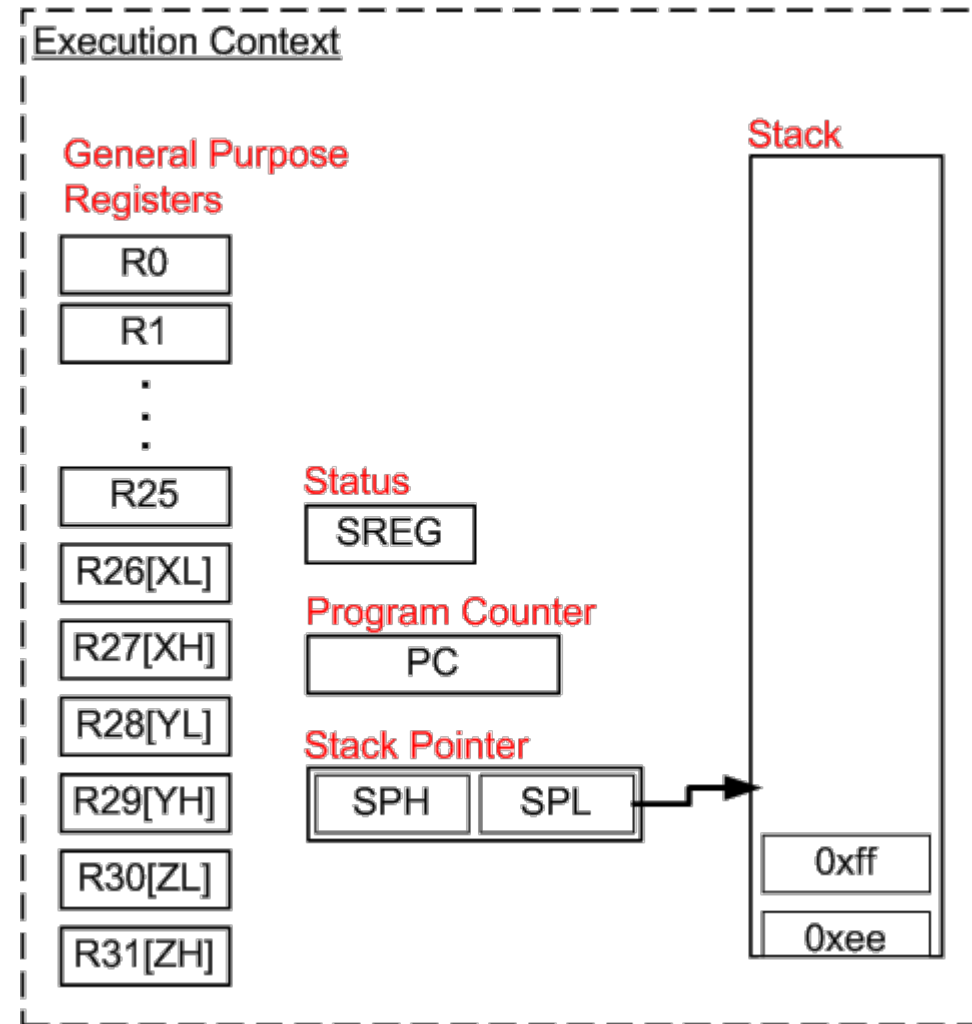 Execution Context
General Purpose
Registers
R0
R1
R25
R26[XL]
R27[XH]
R28[YL]
R29[YH]
R30[ZL]
R31[ZH]
Status
SREG
Program Counter
PC
Stack Pointer
SPH SPL
Stack
0xff
0xee